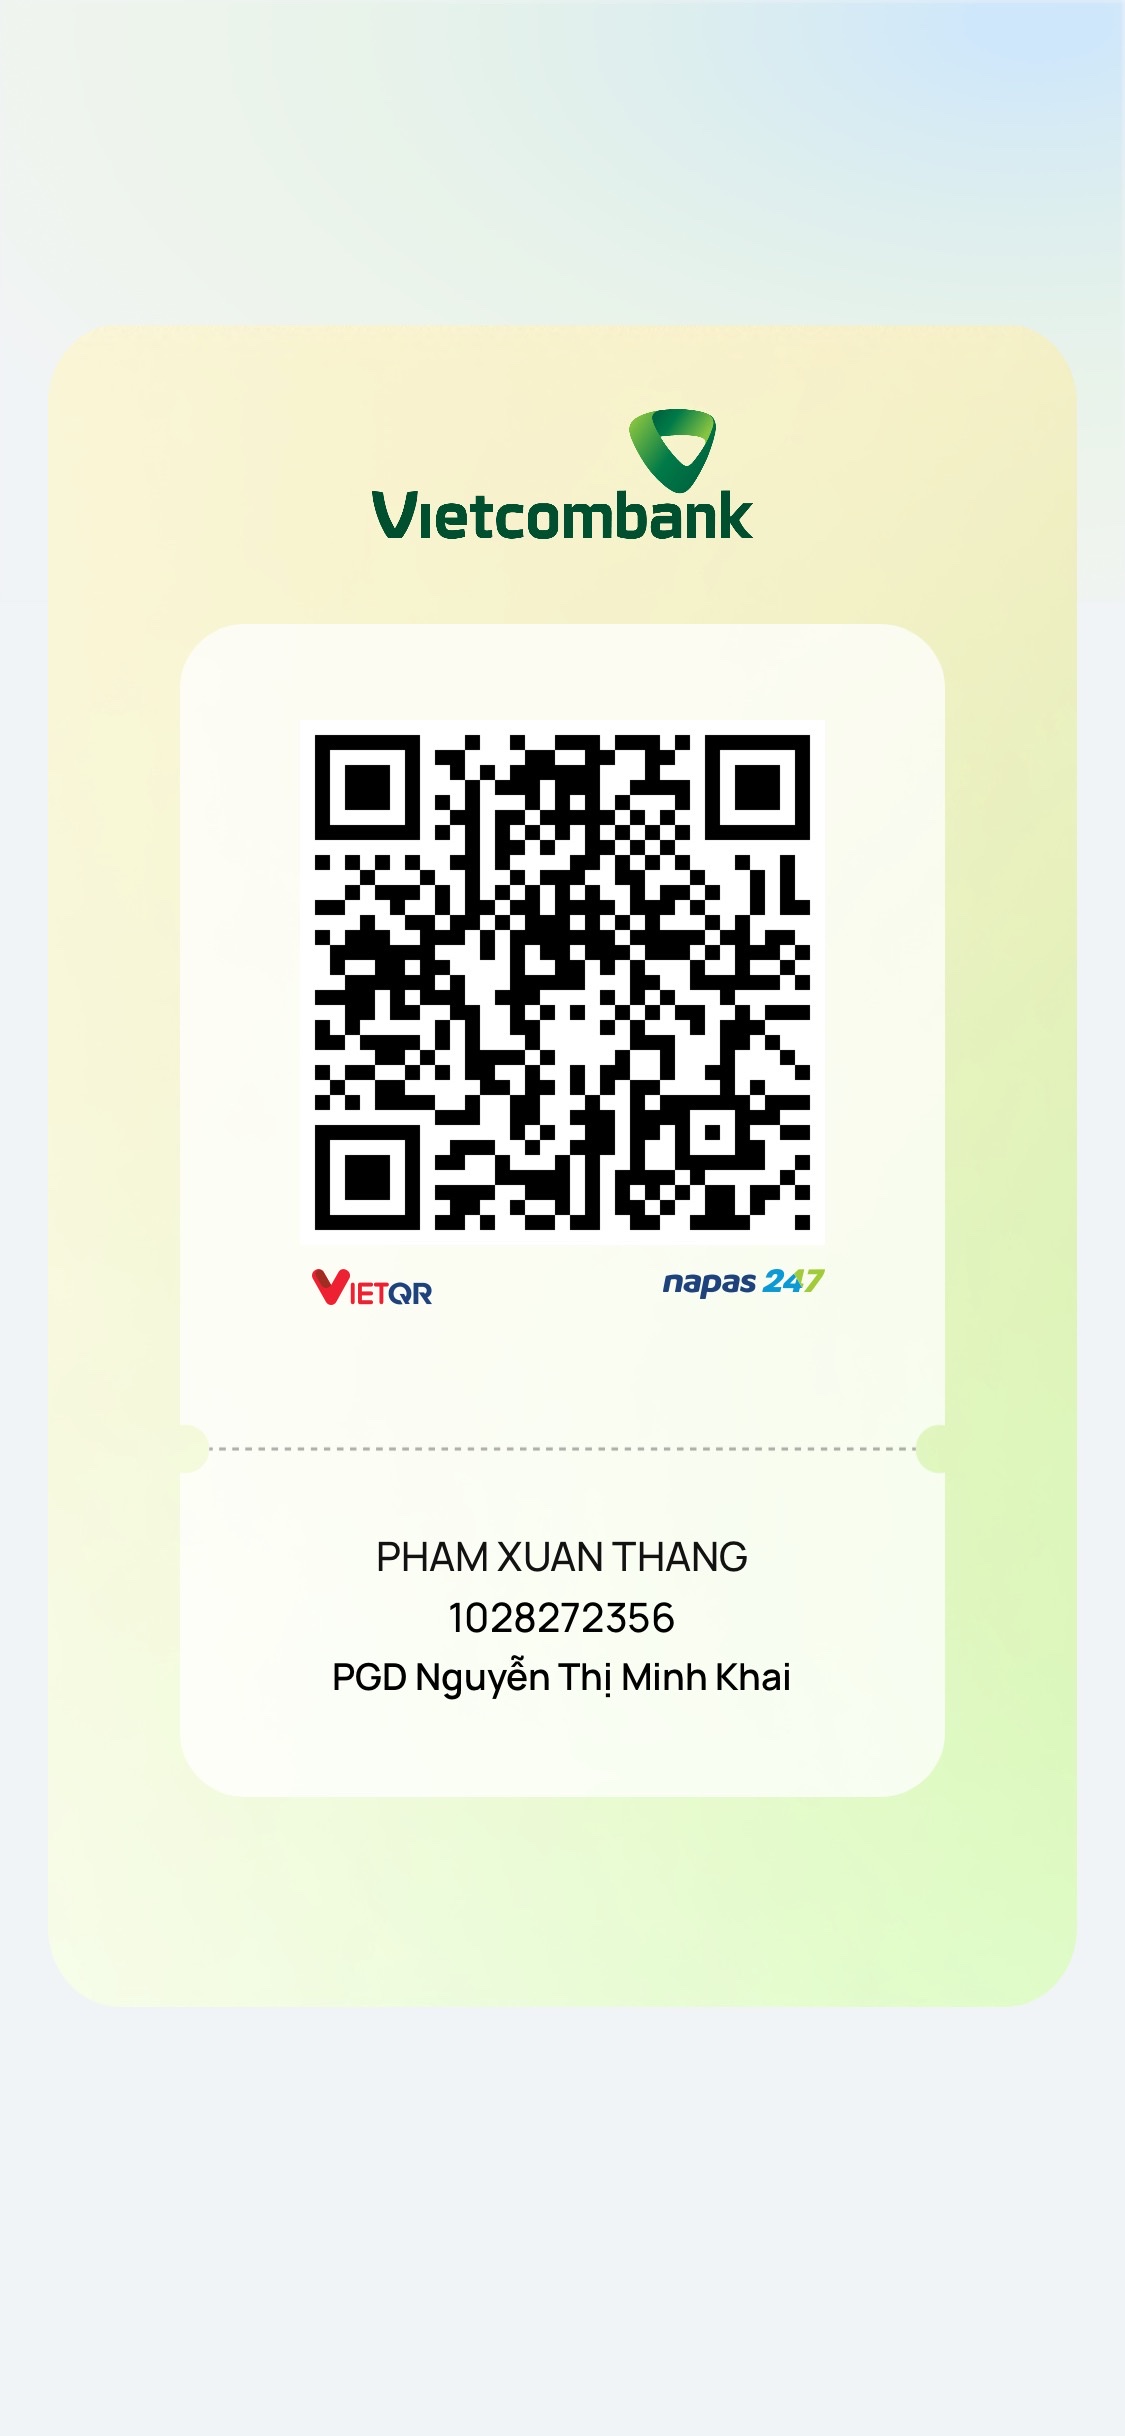 Vietcombank
VIETQR
napas 247
PHAM XUAN THANG
1028272356
PGD Nguyễn Thị Minh Khai